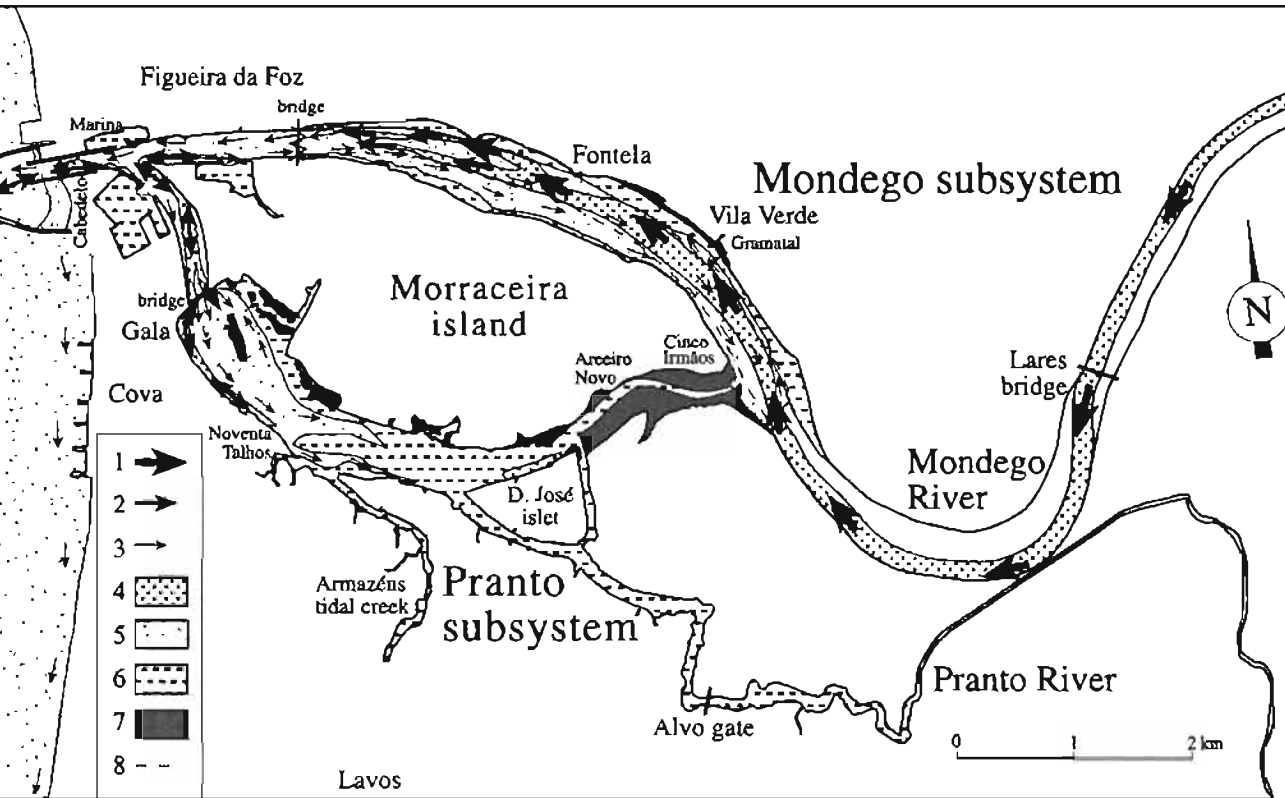 Figueira da Foz
bridge
Marina
Fontela
Mondego subsystem
Vila Verde
Gramatal
Cabedelo
Morraceira
island
bridge
Gala
N
Cinco
Irmãos
Areeiro
Novo
Lares
bridge
Cova
Noventa
Talhos
Mondego
River
D. José
islet
Armazéns
tidal creek
Pranto
subsystem
Pranto River
Alvo gate
0 1 2 km
Lavos
1
2
3
4
5
6
7
8